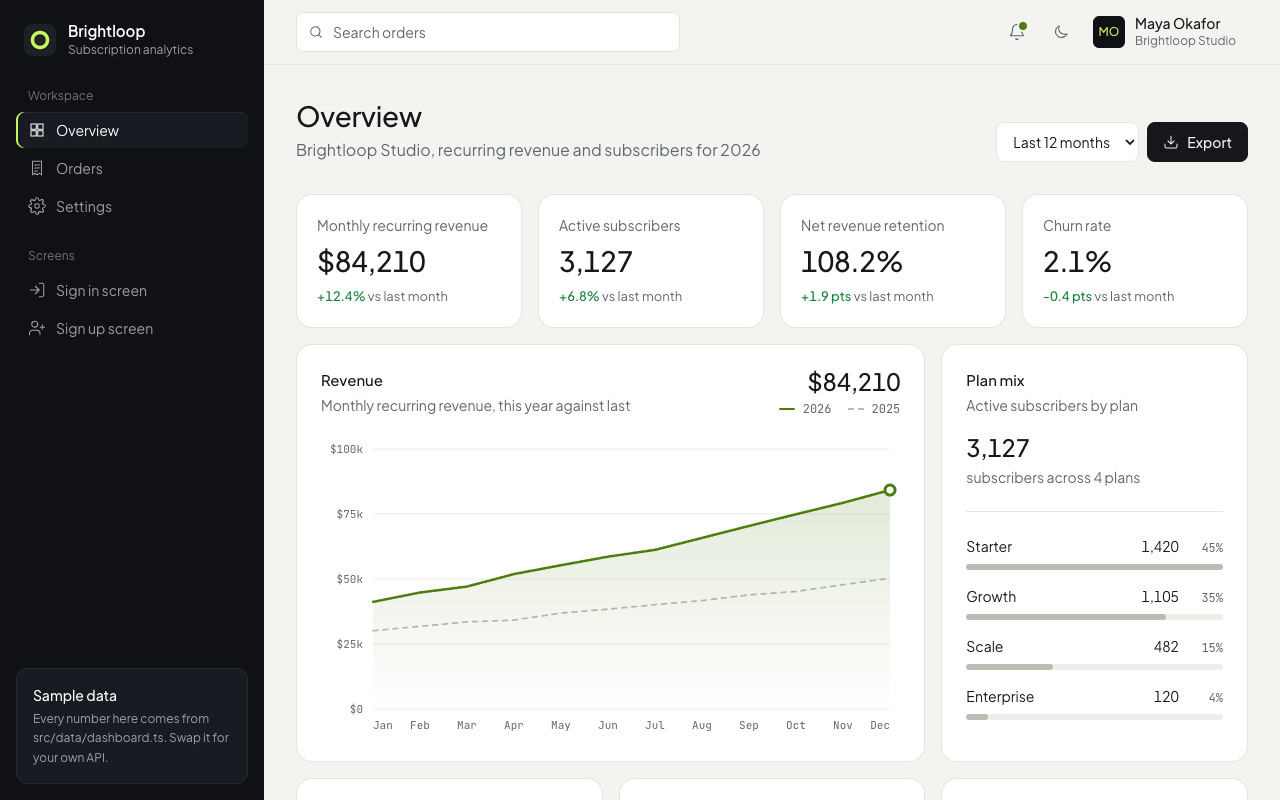 Brightloop
Subscription analytics
Workspace
Overview
Orders
Settings
Screens
Sign in screen
Sign up screen
Sample data
Every number here comes from
src/data/dashboard.ts. Swap it for
your own API.
Search orders
MO
Maya Okafor
Brightloop Studio
Overview
Brightloop Studio, recurring revenue and subscribers for 2026
Last 12 months
Export
Monthly recurring revenue
$84,210
+12.4% vs last month
Active subscribers
3,127
+6.8% vs last month
Net revenue retention
108.2%
+1.9 pts vs last month
Churn rate
2.1%
-0.4 pts vs last month
Revenue
Monthly recurring revenue, this year against last
$84,210
2026 2025
$100k
$75k
$50k
$25k
$0
Jan Feb Mar Apr May Jun Jul Aug Sep Oct Nov Dec
Plan mix
Active subscribers by plan
3,127
subscribers across 4 plans
Starter 1,420 45%
Growth 1,105 35%
Scale 482 15%
Enterprise 120 4%